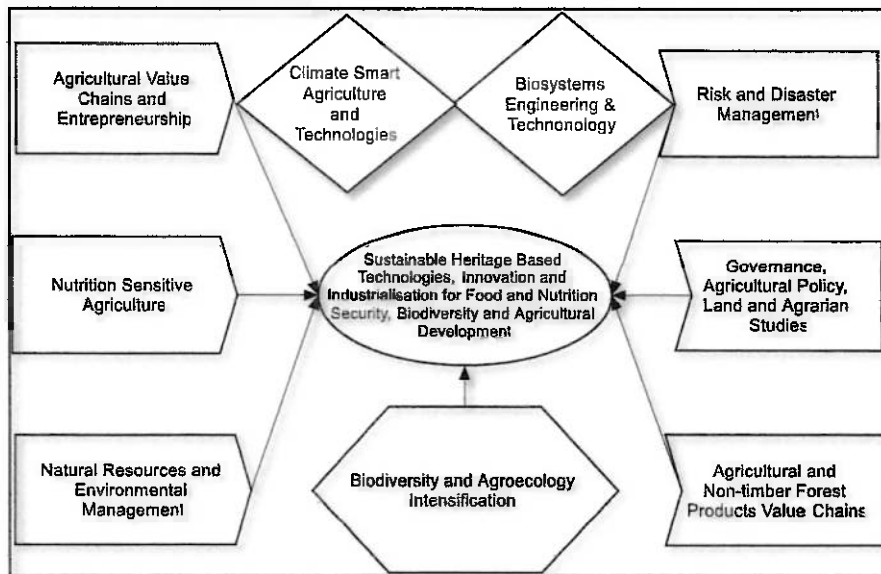 Agricultural Value
Chains and
Entrepreneurship
Climate Smart
Agriculture
and
Technologies
Biosystems
Engineering &
Technonology
Risk and Disaster
Management
Nutrition Sensitive
Agriculture
Sustainable Heritage Based
Technologies, Innovation and
Industrialisation for Food and Nutrition
Security, Biodiversity and Agricultural
Development
Governance,
Agricultural Policy,
Land and Agrarian
Studies
Natural Resources and
Environmental
Management
Biodiversity and Agroecology
Intensification
Agricultural and
Non-timber Forest
Products Value Chains